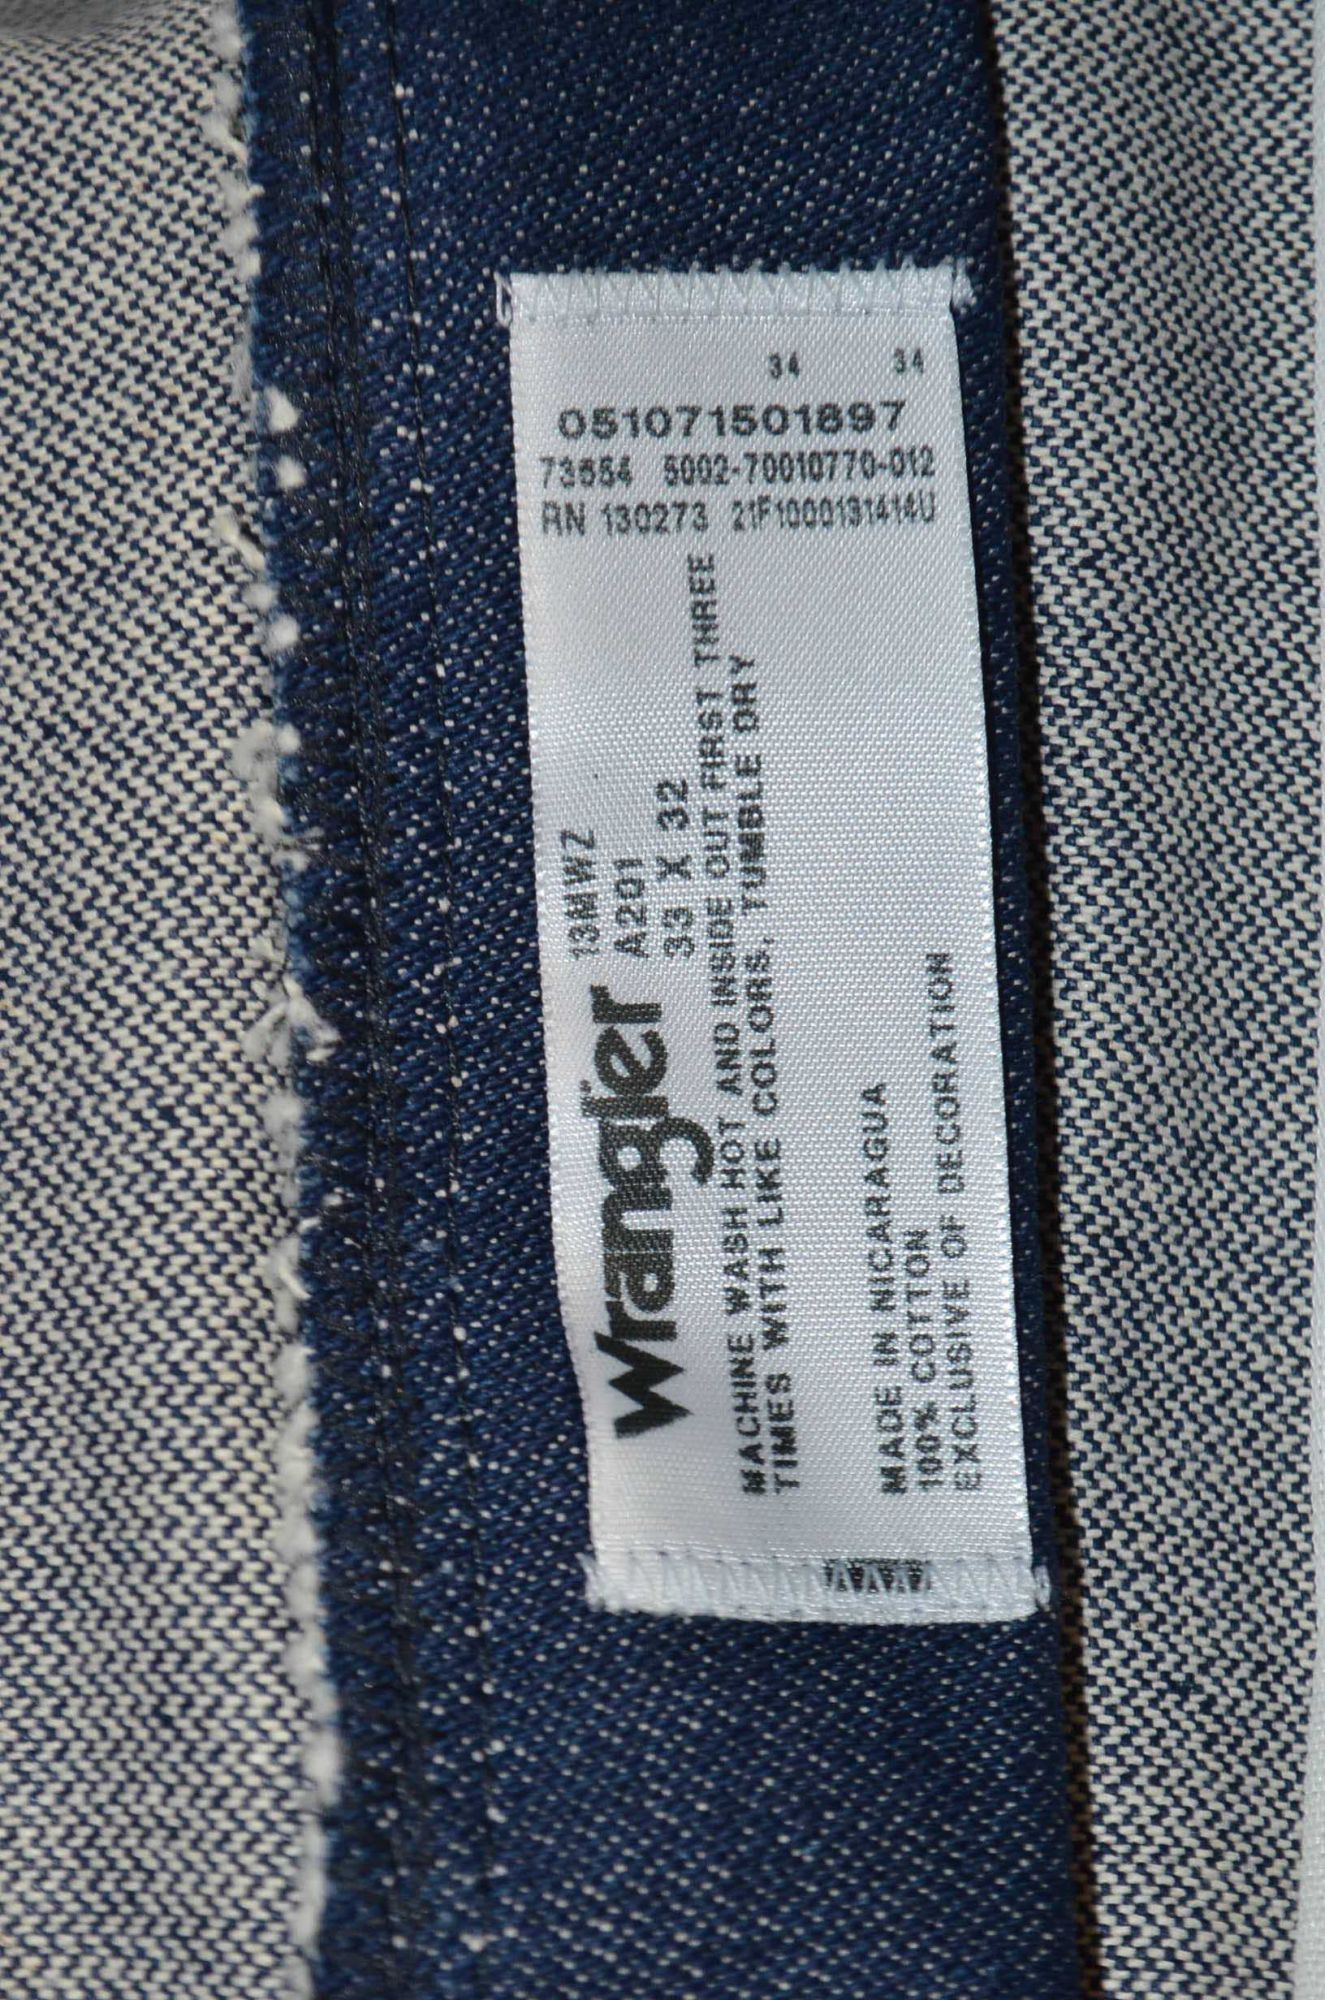 34 34
051071501897
73654 5002-70010770-012
RN 130273 21F1000131414U
Wrangler
13MWZ
A201
33 X 32
MACHINE WASH HOT AND INSIDE OUT FIRST THREE
TIMES WITH LIKE COLORS. TUMBLE DRY
MADE IN NICARAGUA
100% COTTON
EXCLUSIVE OF DECORATION